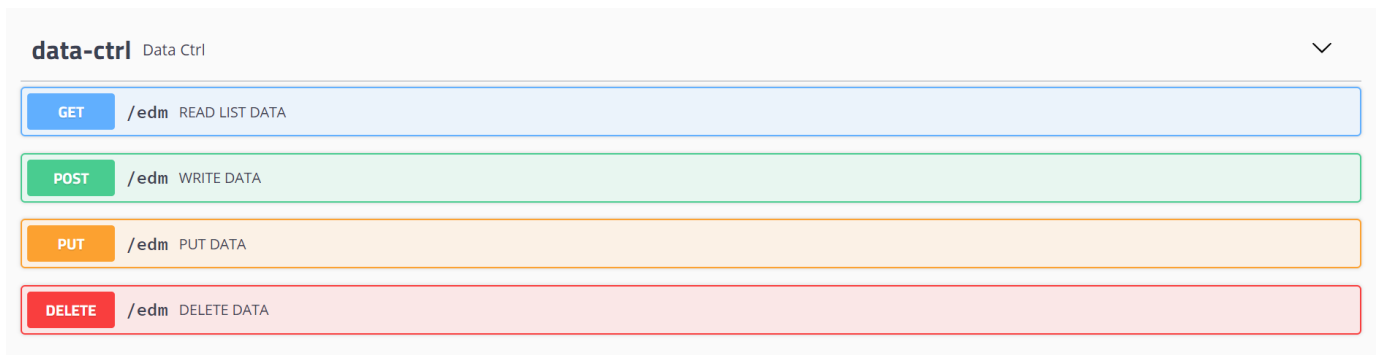 data-ctrl Data Ctrl
GET /edm READ LIST DATA
POST /edm WRITE DATA
PUT /edm PUT DATA
DELETE /edm DELETE DATA